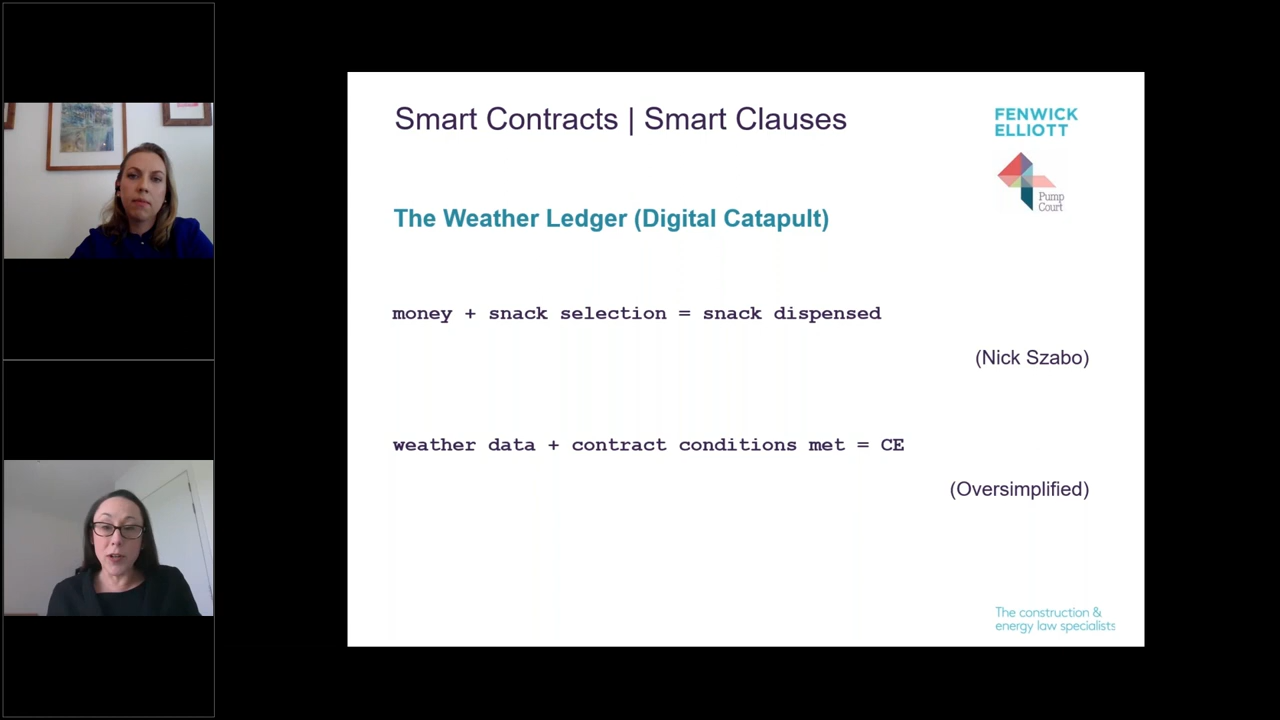 Smart Contracts | Smart Clauses
FENWICK
ELLIOTT
Pump
Court
The Weather Ledger (Digital Catapult)
money + snack selection = snack dispensed
(Nick Szabo)
weather data + contract conditions met = CE
(Oversimplified)
The construction &
energy law specialists